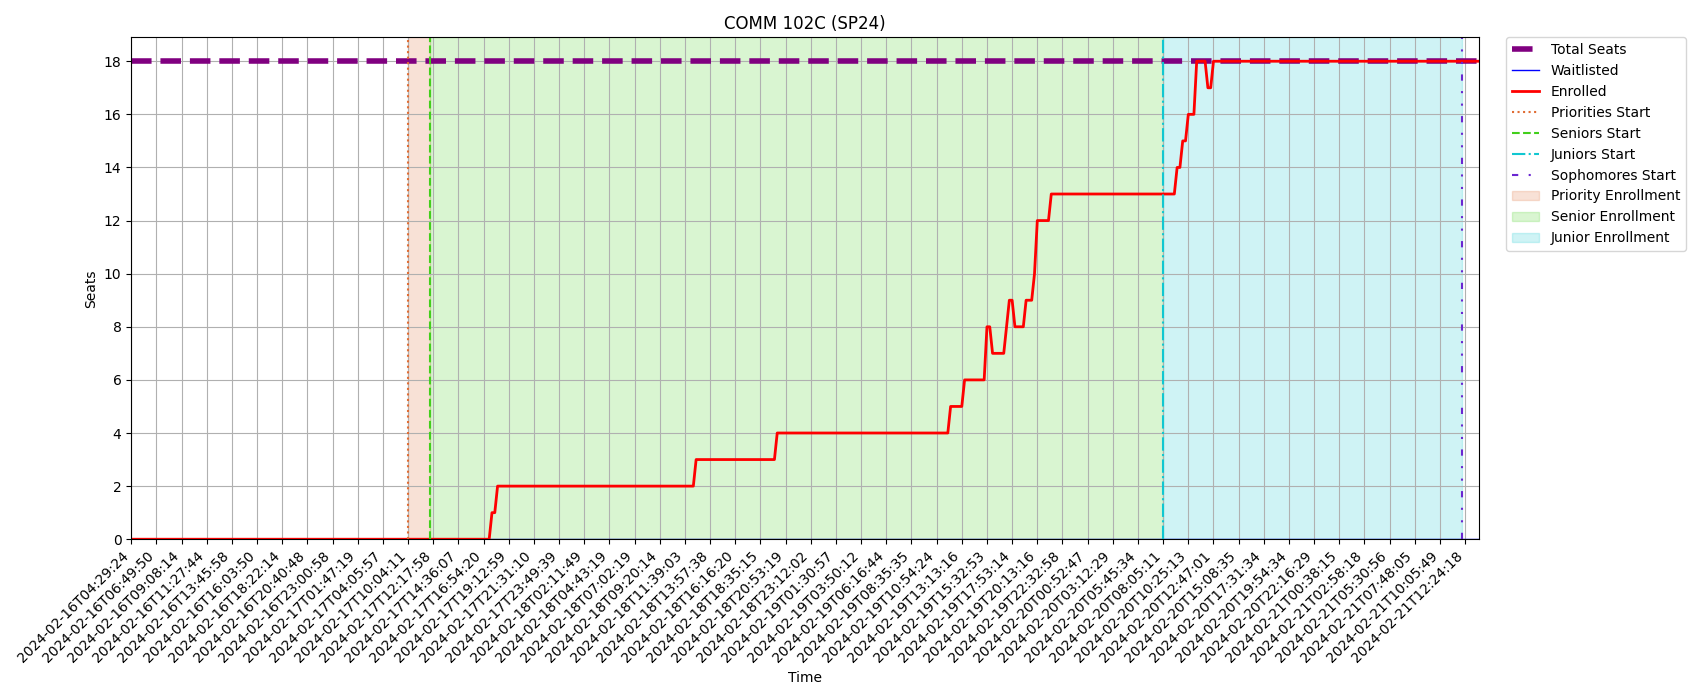 COMM 102C (SP24)
18
16
14
12
10
8
6
4
2
0
Seats
2024-02-16T04:29:24
2024-02-16T06:49:50
2024-02-16T09:08:14
2024-02-16T11:27:44
2024-02-16T13:45:58
2024-02-16T16:03:50
2024-02-16T18:22:14
2024-02-16T20:40:48
2024-02-16T23:00:58
2024-02-17T01:47:19
2024-02-17T04:05:57
2024-02-17T10:04:11
2024-02-17T12:17:58
2024-02-17T14:36:07
2024-02-17T16:54:20
2024-02-17T19:12:59
2024-02-17T21:31:10
2024-02-17T23:49:39
2024-02-18T02:11:49
2024-02-18T04:43:19
2024-02-18T07:02:19
2024-02-18T09:20:14
2024-02-18T11:39:03
2024-02-18T13:57:38
2024-02-18T16:16:20
2024-02-18T18:35:15
2024-02-18T20:53:19
2024-02-18T23:12:02
2024-02-19T01:30:57
2024-02-19T03:50:12
2024-02-19T06:16:44
2024-02-19T08:35:35
2024-02-19T10:54:24
2024-02-19T13:13:16
2024-02-19T15:32:53
2024-02-19T17:53:14
2024-02-19T20:13:16
2024-02-19T22:32:58
2024-02-20T00:52:47
2024-02-20T03:12:29
2024-02-20T05:45:34
2024-02-20T08:05:11
2024-02-20T10:25:13
2024-02-20T12:47:01
2024-02-20T15:08:35
2024-02-20T17:31:34
2024-02-20T19:54:34
2024-02-20T22:16:29
2024-02-21T00:38:15
2024-02-21T02:58:18
2024-02-21T05:30:56
2024-02-21T07:48:05
2024-02-21T10:05:49
2024-02-21T12:24:18
Time
Total Seats
Waitlisted
Enrolled
Priorities Start
Seniors Start
Juniors Start
Sophomores Start
Priority Enrollment
Senior Enrollment
Junior Enrollment